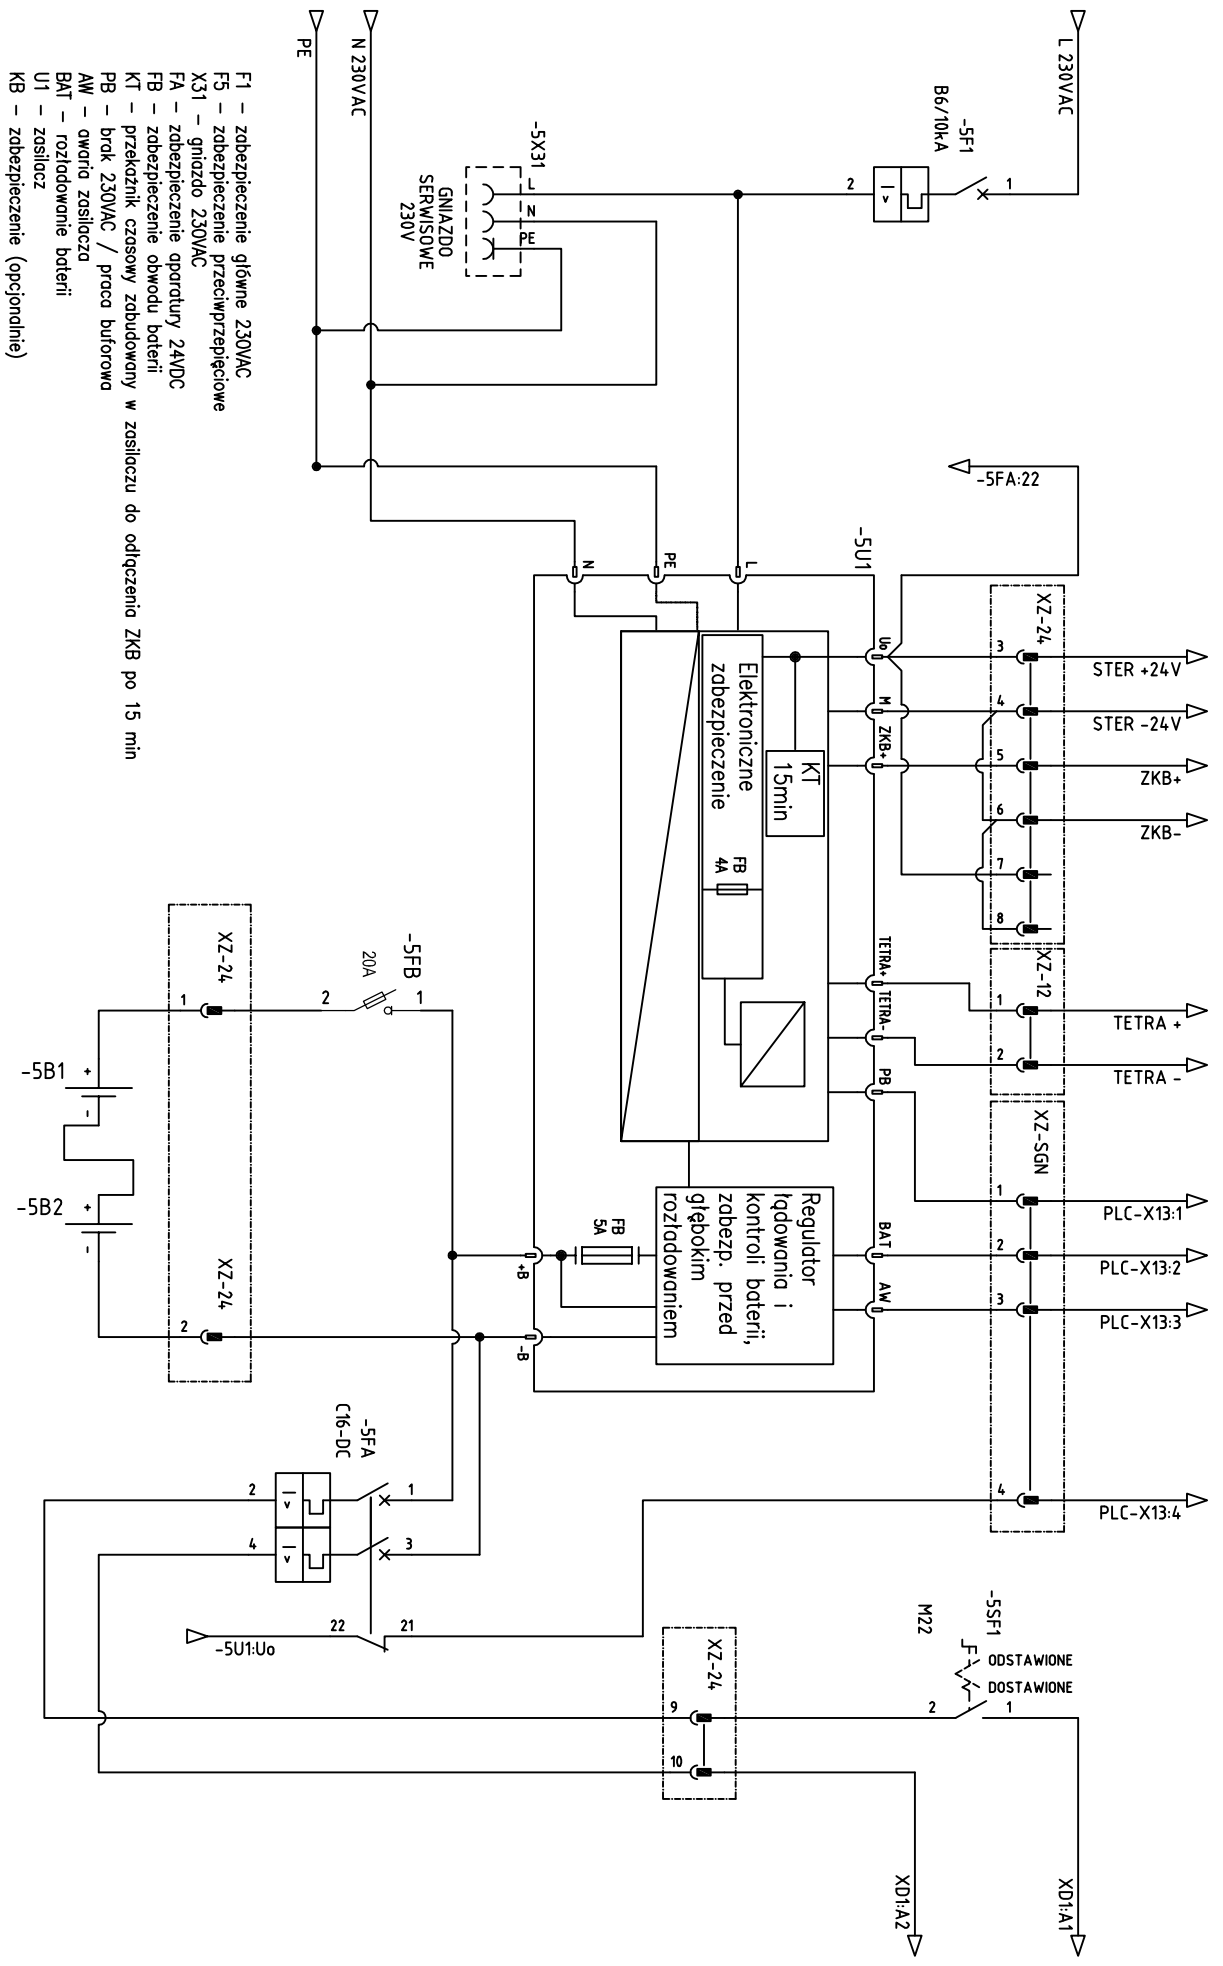 L 230VAC
N 230VAC
PE
-5F1
B6/10kA
1
2
-5X31
L
N
PE
GNIAZDO
SERWISOWE
230V
-5FA:22
-5U1
L
PE
N
Uo
M
ZKB+
TETRA+
TETRA-
PB
BAT
AW
+B
-B
KT
15min
Elektroniczne
zabezpieczenie
FB
4A
Regulator
ładowania i
kontroli baterii,
zabezp. przed
głębokim
rozładowaniem
FB
5A
XZ-24
3
4
5
6
7
8
STER +24V
STER -24V
ZKB+
ZKB-
XZ-12
1
2
TETRA +
TETRA -
XZ-SGN
1
2
3
4
PLC-X13:1
PLC-X13:2
PLC-X13:3
PLC-X13:4
-5FB
20A
1
2
XZ-24
1
XZ-24
2
-5B1
+
-
-5B2
+
-
-5FA
C16-DC
1
2
3
4
21
22
-5U1:Uo
XZ-24
9
10
-5SF1
M22
ODSTAWIONE
DOSTAWIONE
1
2
XD1:A1
XD1:A2
F1 - zabezpieczenie główne 230VAC
F5 - zabezpieczenie przeciwprzepięciowe
X31 - gniazdo 230VAC
FA - zabezpieczenie aparatury 24VDC
FB - zabezpieczenie obwodu baterii
KT - przekaźnik czasowy zabudowany w zasilaczu do odłączenia ZKB po 15 min
PB - brak 230VAC / praca buforowa
AW - awaria zasilacza
BAT - rozładowanie baterii
U1 - zasilacz
KB - zabezpieczenie (opcjonalnie)